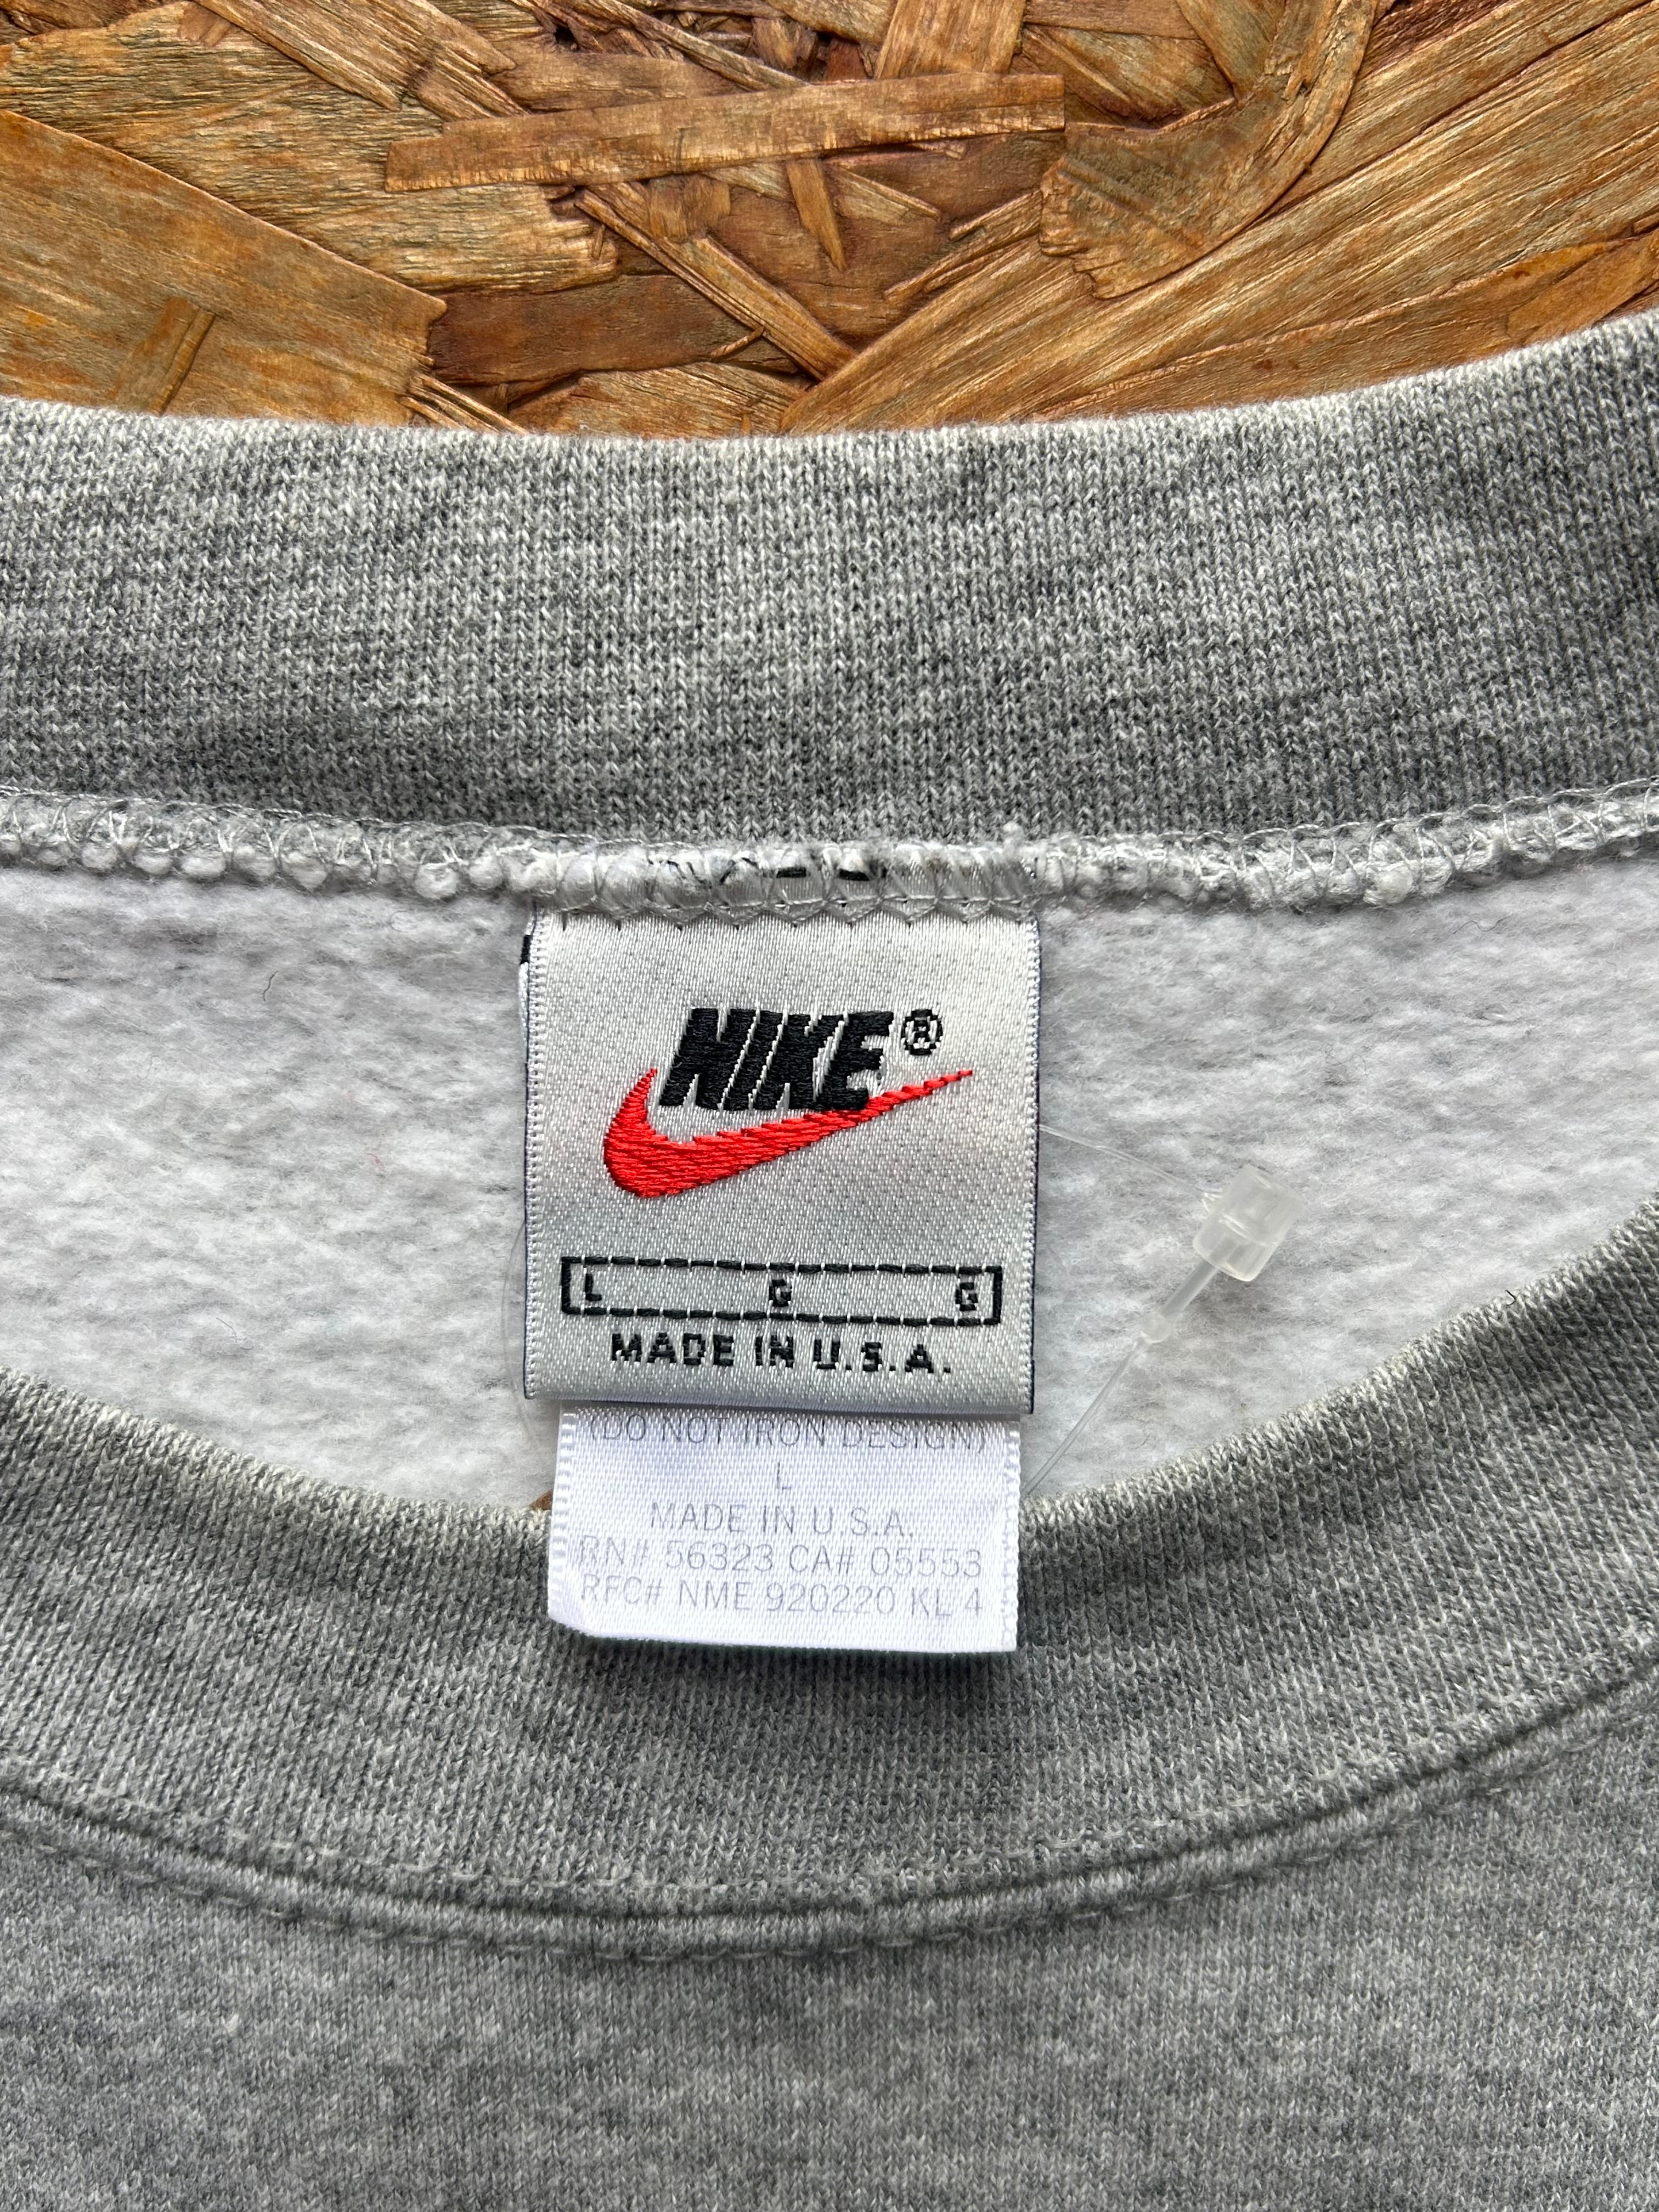 NIKE®
L G G
MADE IN U.S.A.
(DO NOT IRON DESIGN)
L
MADE IN U.S.A.
RN# 56323 CA# 05553
RFC# NME 920220 KL 4